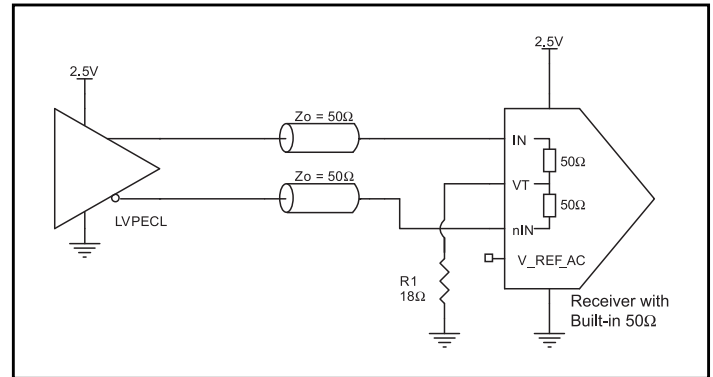 2.5V
2.5V
Zo = 50Ω
IN
50Ω
Zo = 50Ω
VT
50Ω
LVPECL
nIN
V_REF_AC
R1
18Ω
Receiver with
Built-in 50Ω